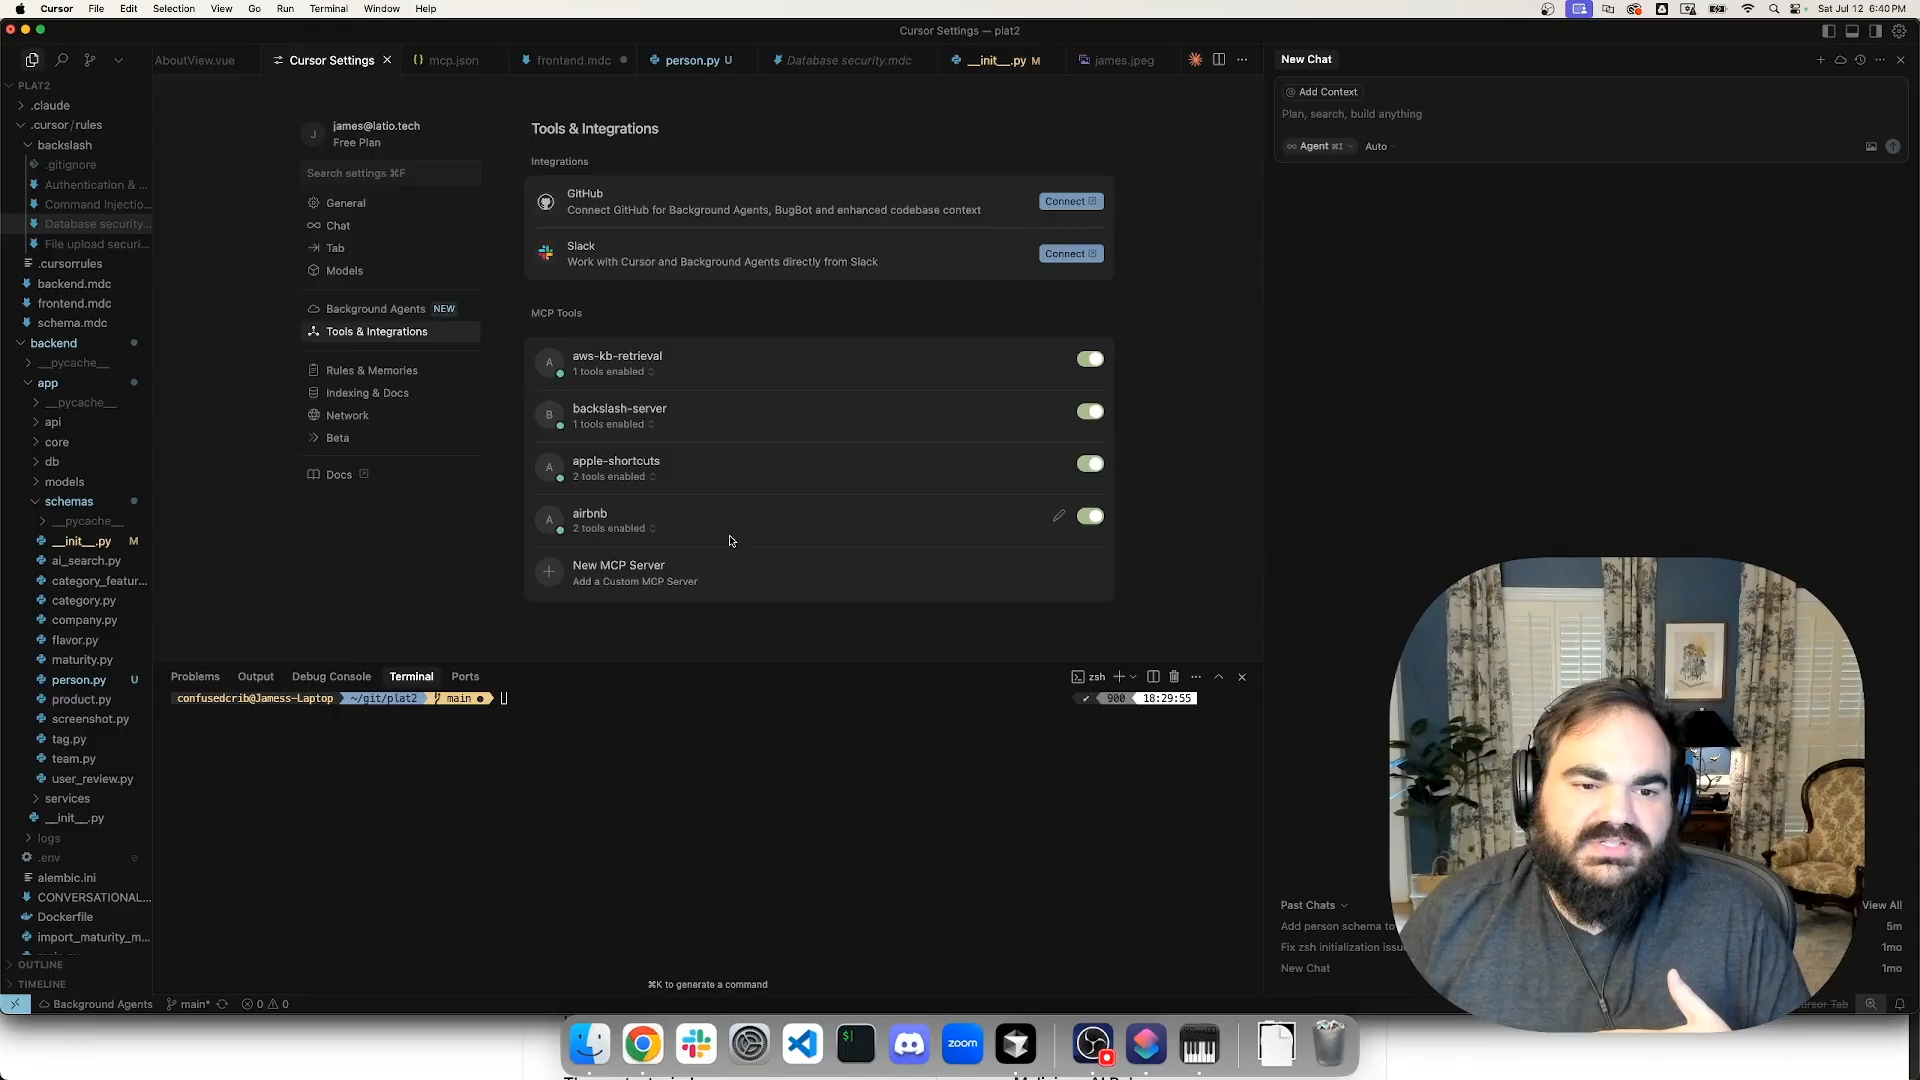 Cursor File Edit Selection View Go Run Terminal Window Help
Sat Jul 12 6:40 PM
Cursor Settings — plat2
AboutView.vue
Cursor Settings
mcp.json
frontend.mdc
person.py U
Database security.mdc
__init__.py M
james.jpeg
PLAT2
.claude
.cursor/rules
backslash
.gitignore
Authentication & ...
Command Injectio...
Database security...
File upload securi...
.cursorrules
backend.mdc
frontend.mdc
schema.mdc
backend
__pycache__
app
__pycache__
api
core
db
models
schemas
__pycache__
__init__.py M
ai_search.py
category_featur...
category.py
company.py
flavor.py
maturity.py
person.py U
product.py
screenshot.py
tag.py
team.py
user_review.py
services
__init__.py
logs
.env
alembic.ini
CONVERSATIONAL...
Dockerfile
import_maturity_m...
OUTLINE
TIMELINE
J
james@latio.tech
Free Plan
Search settings ⌘F
General
Chat
Tab
Models
Background Agents NEW
Tools & Integrations
Rules & Memories
Indexing & Docs
Network
Beta
Docs
Tools & Integrations
Integrations
GitHub
Connect GitHub for Background Agents, BugBot and enhanced codebase context
Connect
Slack
Work with Cursor and Background Agents directly from Slack
Connect
MCP Tools
A
aws-kb-retrieval
1 tools enabled
B
backslash-server
1 tools enabled
A
apple-shortcuts
2 tools enabled
A
airbnb
2 tools enabled
New MCP Server
Add a Custom MCP Server
Problems Output Debug Console Terminal Ports
zsh
confusedcrib@Jamess-Laptop ~/git/plat2 main
900 18:29:55
⌘K to generate a command
New Chat
@ Add Context
Plan, search, build anything
Agent ⌘I Auto
Past Chats
View All
Add person schema to
5m
Fix zsh initialization issu
1mo
New Chat
1mo
Background Agents main* 0 0
ursor Tab
zoom